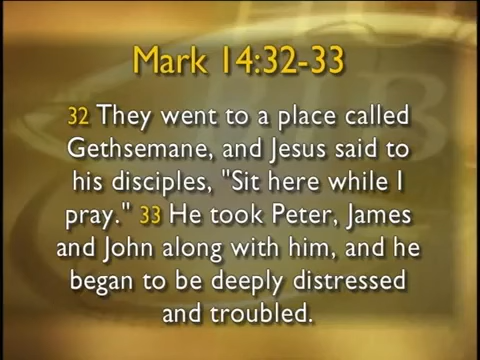 Mark 14:32-33
32 They went to a place called
Gethsemane, and Jesus said to
his disciples, "Sit here while I
pray." 33 He took Peter, James
and John along with him, and he
began to be deeply distressed
and troubled.